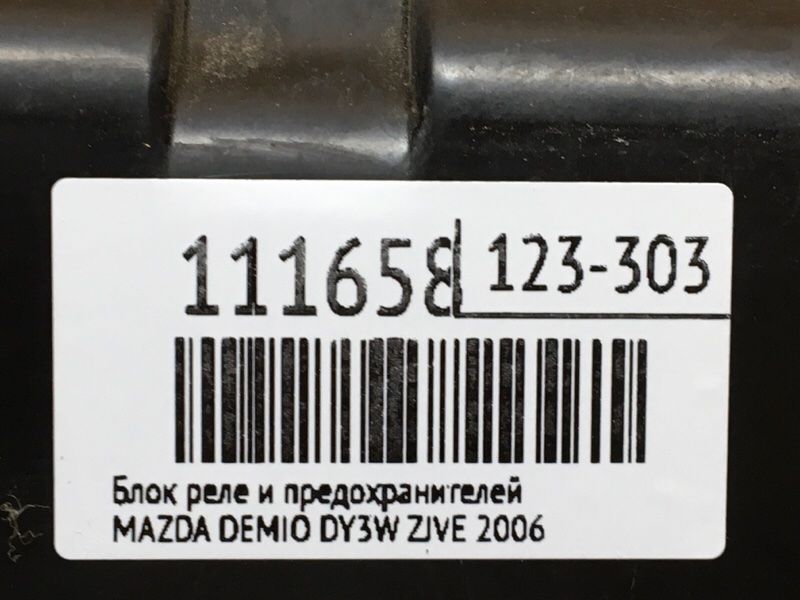 111658 123-303
Блок реле и предохранителей
MAZDA DEMIO DY3W ZJVE 2006